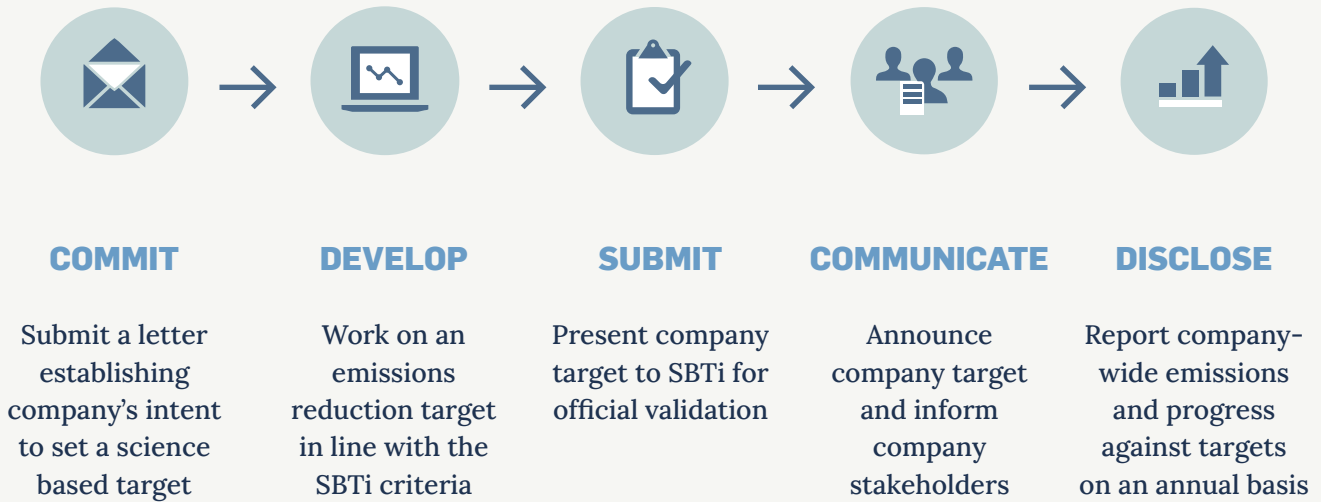 COMMIT
Submit a letter
establishing
company’s intent
to set a science
based target
DEVELOP
Work on an
emissions
reduction target
in line with the
SBTi criteria
SUBMIT
Present company
target to SBTi for
official validation
COMMUNICATE
Announce
company target
and inform
company
stakeholders
DISCLOSE
Report company-
wide emissions
and progress
against targets
on an annual basis